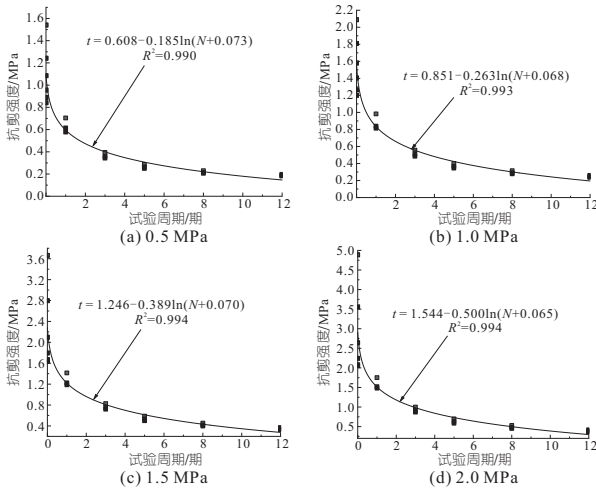 1.6
1.4
1.2
1.0
0.8
0.6
0.4
0.2
0.0
抗剪强度/MPa
t=0.608−0.185ln(N+0.073)
R²=0.990
2 4 6 8 10 12
试验周期/期
(a) 0.5 MPa
2.2
2.0
1.8
1.6
1.4
1.2
1.0
0.8
0.6
0.4
0.2
0.0
抗剪强度/MPa
t=0.851−0.263ln(N+0.068)
R²=0.993
2 4 6 8 10 12
试验周期/期
(b) 1.0 MPa
3.6
3.2
2.8
2.4
2.0
1.6
1.2
0.8
0.4
抗剪强度/MPa
t=1.246−0.389ln(N+0.070)
R²=0.994
0 2 4 6 8 10 12
试验周期/期
(c) 1.5 MPa
5.0
4.5
4.0
3.5
3.0
2.5
2.0
1.5
1.0
0.5
抗剪强度/MPa
t=1.544−0.500ln(N+0.065)
R²=0.994
0 2 4 6 8 10 12
试验周期/期
(d) 2.0 MPa